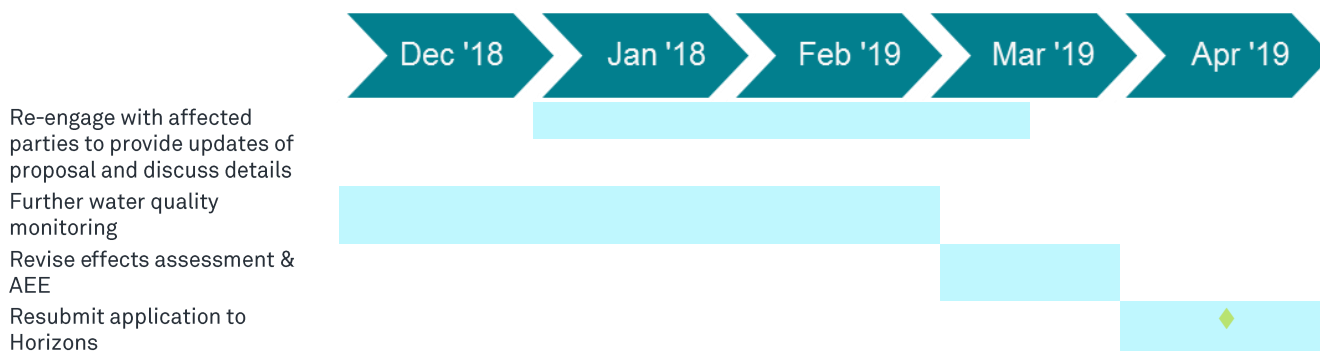 Dec '18
Jan '18
Feb '19
Mar '19
Apr '19
Re-engage with affected
parties to provide updates of
proposal and discuss details
Further water quality
monitoring
Revise effects assessment &
AEE
Resubmit application to
Horizons